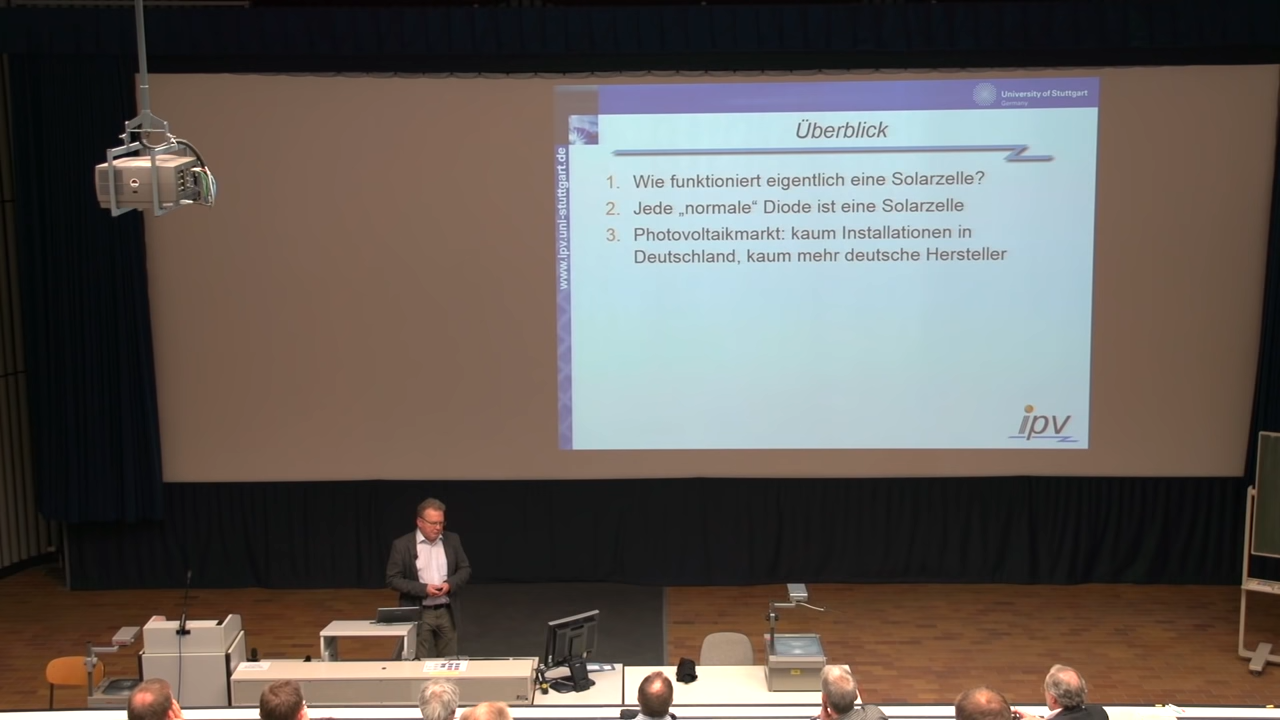 University of Stuttgart
Germany
Überblick
www.ipv.uni-stuttgart.de
1. Wie funktioniert eigentlich eine Solarzelle?
2. Jede „normale“ Diode ist eine Solarzelle
3. Photovoltaikmarkt: kaum Installationen in
Deutschland, kaum mehr deutsche Hersteller
ipv